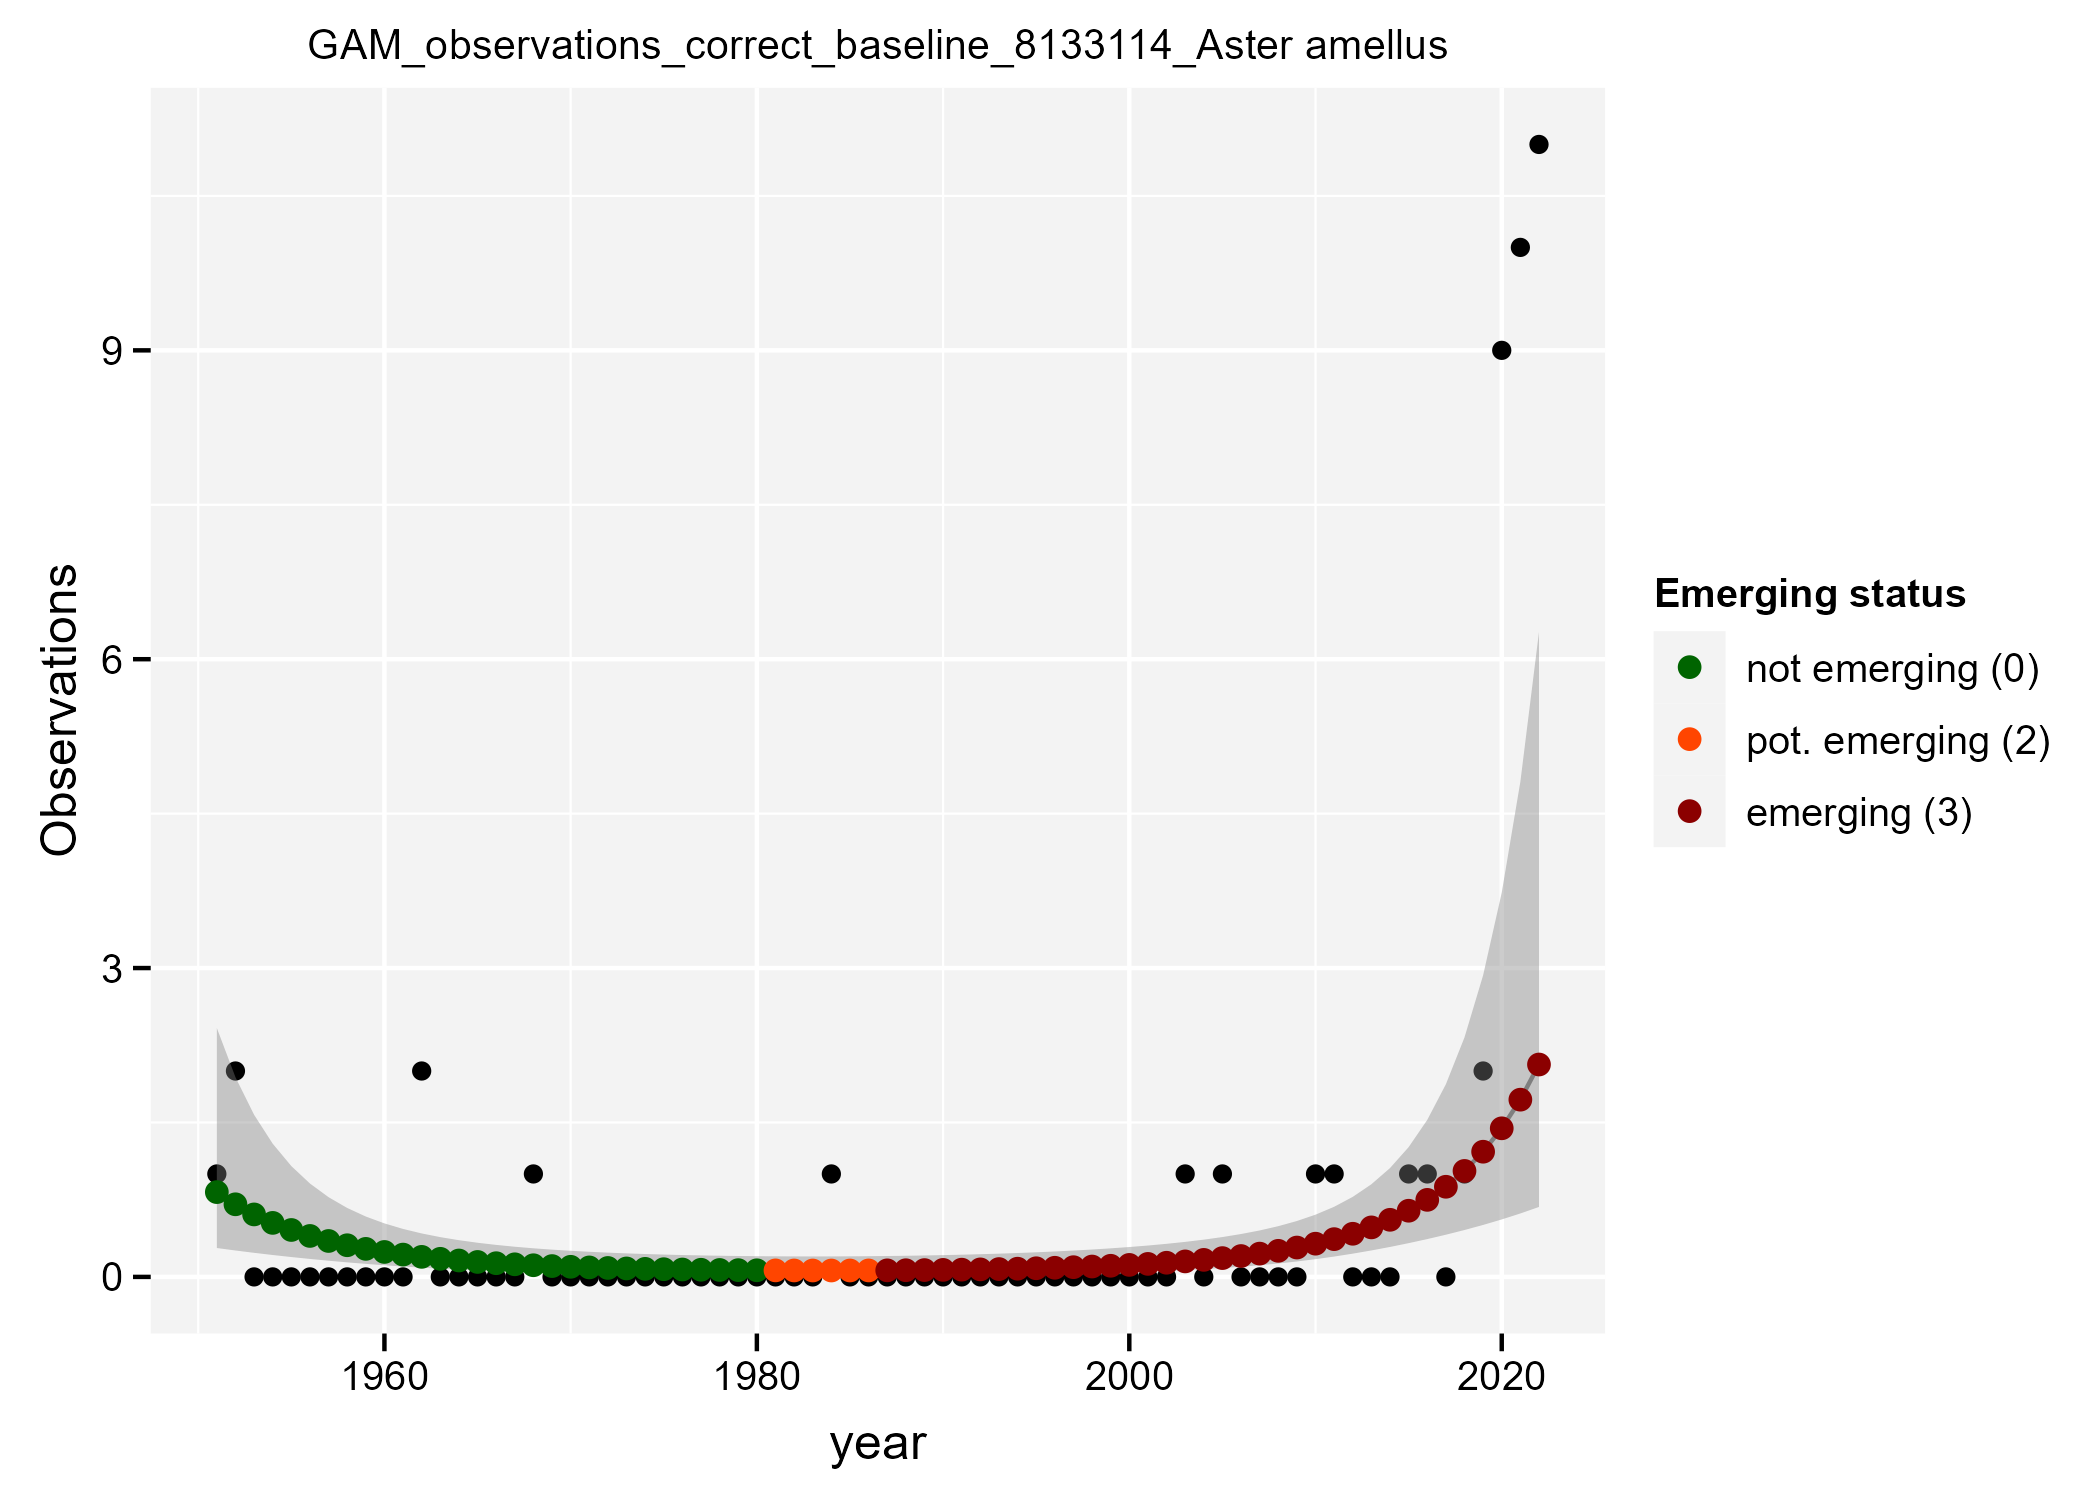 GAM_observations_correct_baseline_8133114_Aster amellus
Observations
9
6
3
0
1960 1980 2000 2020
year
Emerging status
not emerging (0)
pot. emerging (2)
emerging (3)